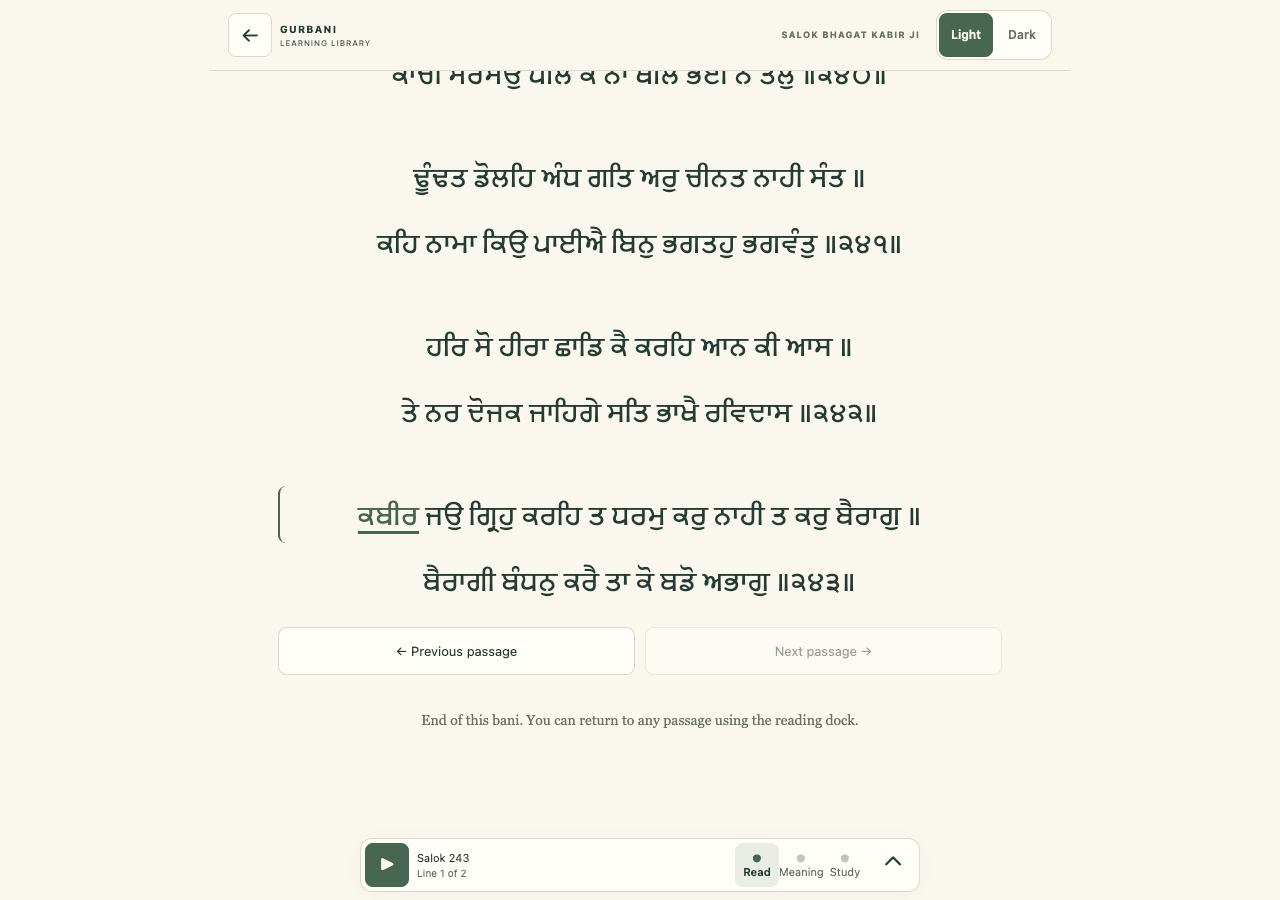 GURBANI
LEARNING LIBRARY
SALOK BHAGAT KABIR JI
Light
Dark
ਢੂੰਢਤ ਡੋਲਹਿ ਅੰਧ ਗਤਿ ਅਰੁ ਚੀਨਤ ਨਾਹੀ ਸੰਤ ॥
ਕਹਿ ਨਾਮਾ ਕਿਉ ਪਾਈਐ ਬਿਨੁ ਭਗਤਹੁ ਭਗਵੰਤੁ ॥੨੪੧॥
ਹਰਿ ਸੋ ਹੀਰਾ ਛਾਡਿ ਕੈ ਕਰਹਿ ਆਨ ਕੀ ਆਸ ॥
ਤੇ ਨਰ ਦੋਜਕ ਜਾਹਿਗੇ ਸਤਿ ਭਾਖੈ ਰਵਿਦਾਸ ॥੨੪੨॥
ਕਬੀਰ ਜਉ ਗ੍ਰਿਹੁ ਕਰਹਿ ਤ ਧਰਮੁ ਕਰੁ ਨਾਹੀ ਤ ਕਰੁ ਬੈਰਾਗੁ ॥
ਬੈਰਾਗੀ ਬੰਧਨੁ ਕਰੈ ਤਾ ਕੋ ਬਡੋ ਅਭਾਗੁ ॥੨੪੩॥
← Previous passage
Next passage →
End of this bani. You can return to any passage using the reading dock.
Salok 243
Line 1 of 2
Read
Meaning
Study